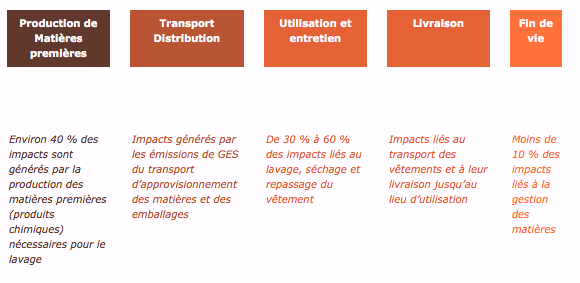 Production de
Matières
premières
Transport
Distribution
Utilisation et
entretien
Livraison
Fin de
vie
Environ 40 % des
impacts sont
générés par la
production des
matières premières
(produits
chimiques)
nécessaires pour le
lavage
Impacts générés par
les émissions de GES
du transport
d’approvisionnement
des matières et des
emballages
De 30 % à 60 %
des impacts liés au
lavage, séchage et
repassage du
vêtement
Impacts liés au
transport des
vêtements et à leur
livraison jusqu’au
lieu d’utilisation
Moins de
10 % des
impacts
liés à la
gestion
des
matières